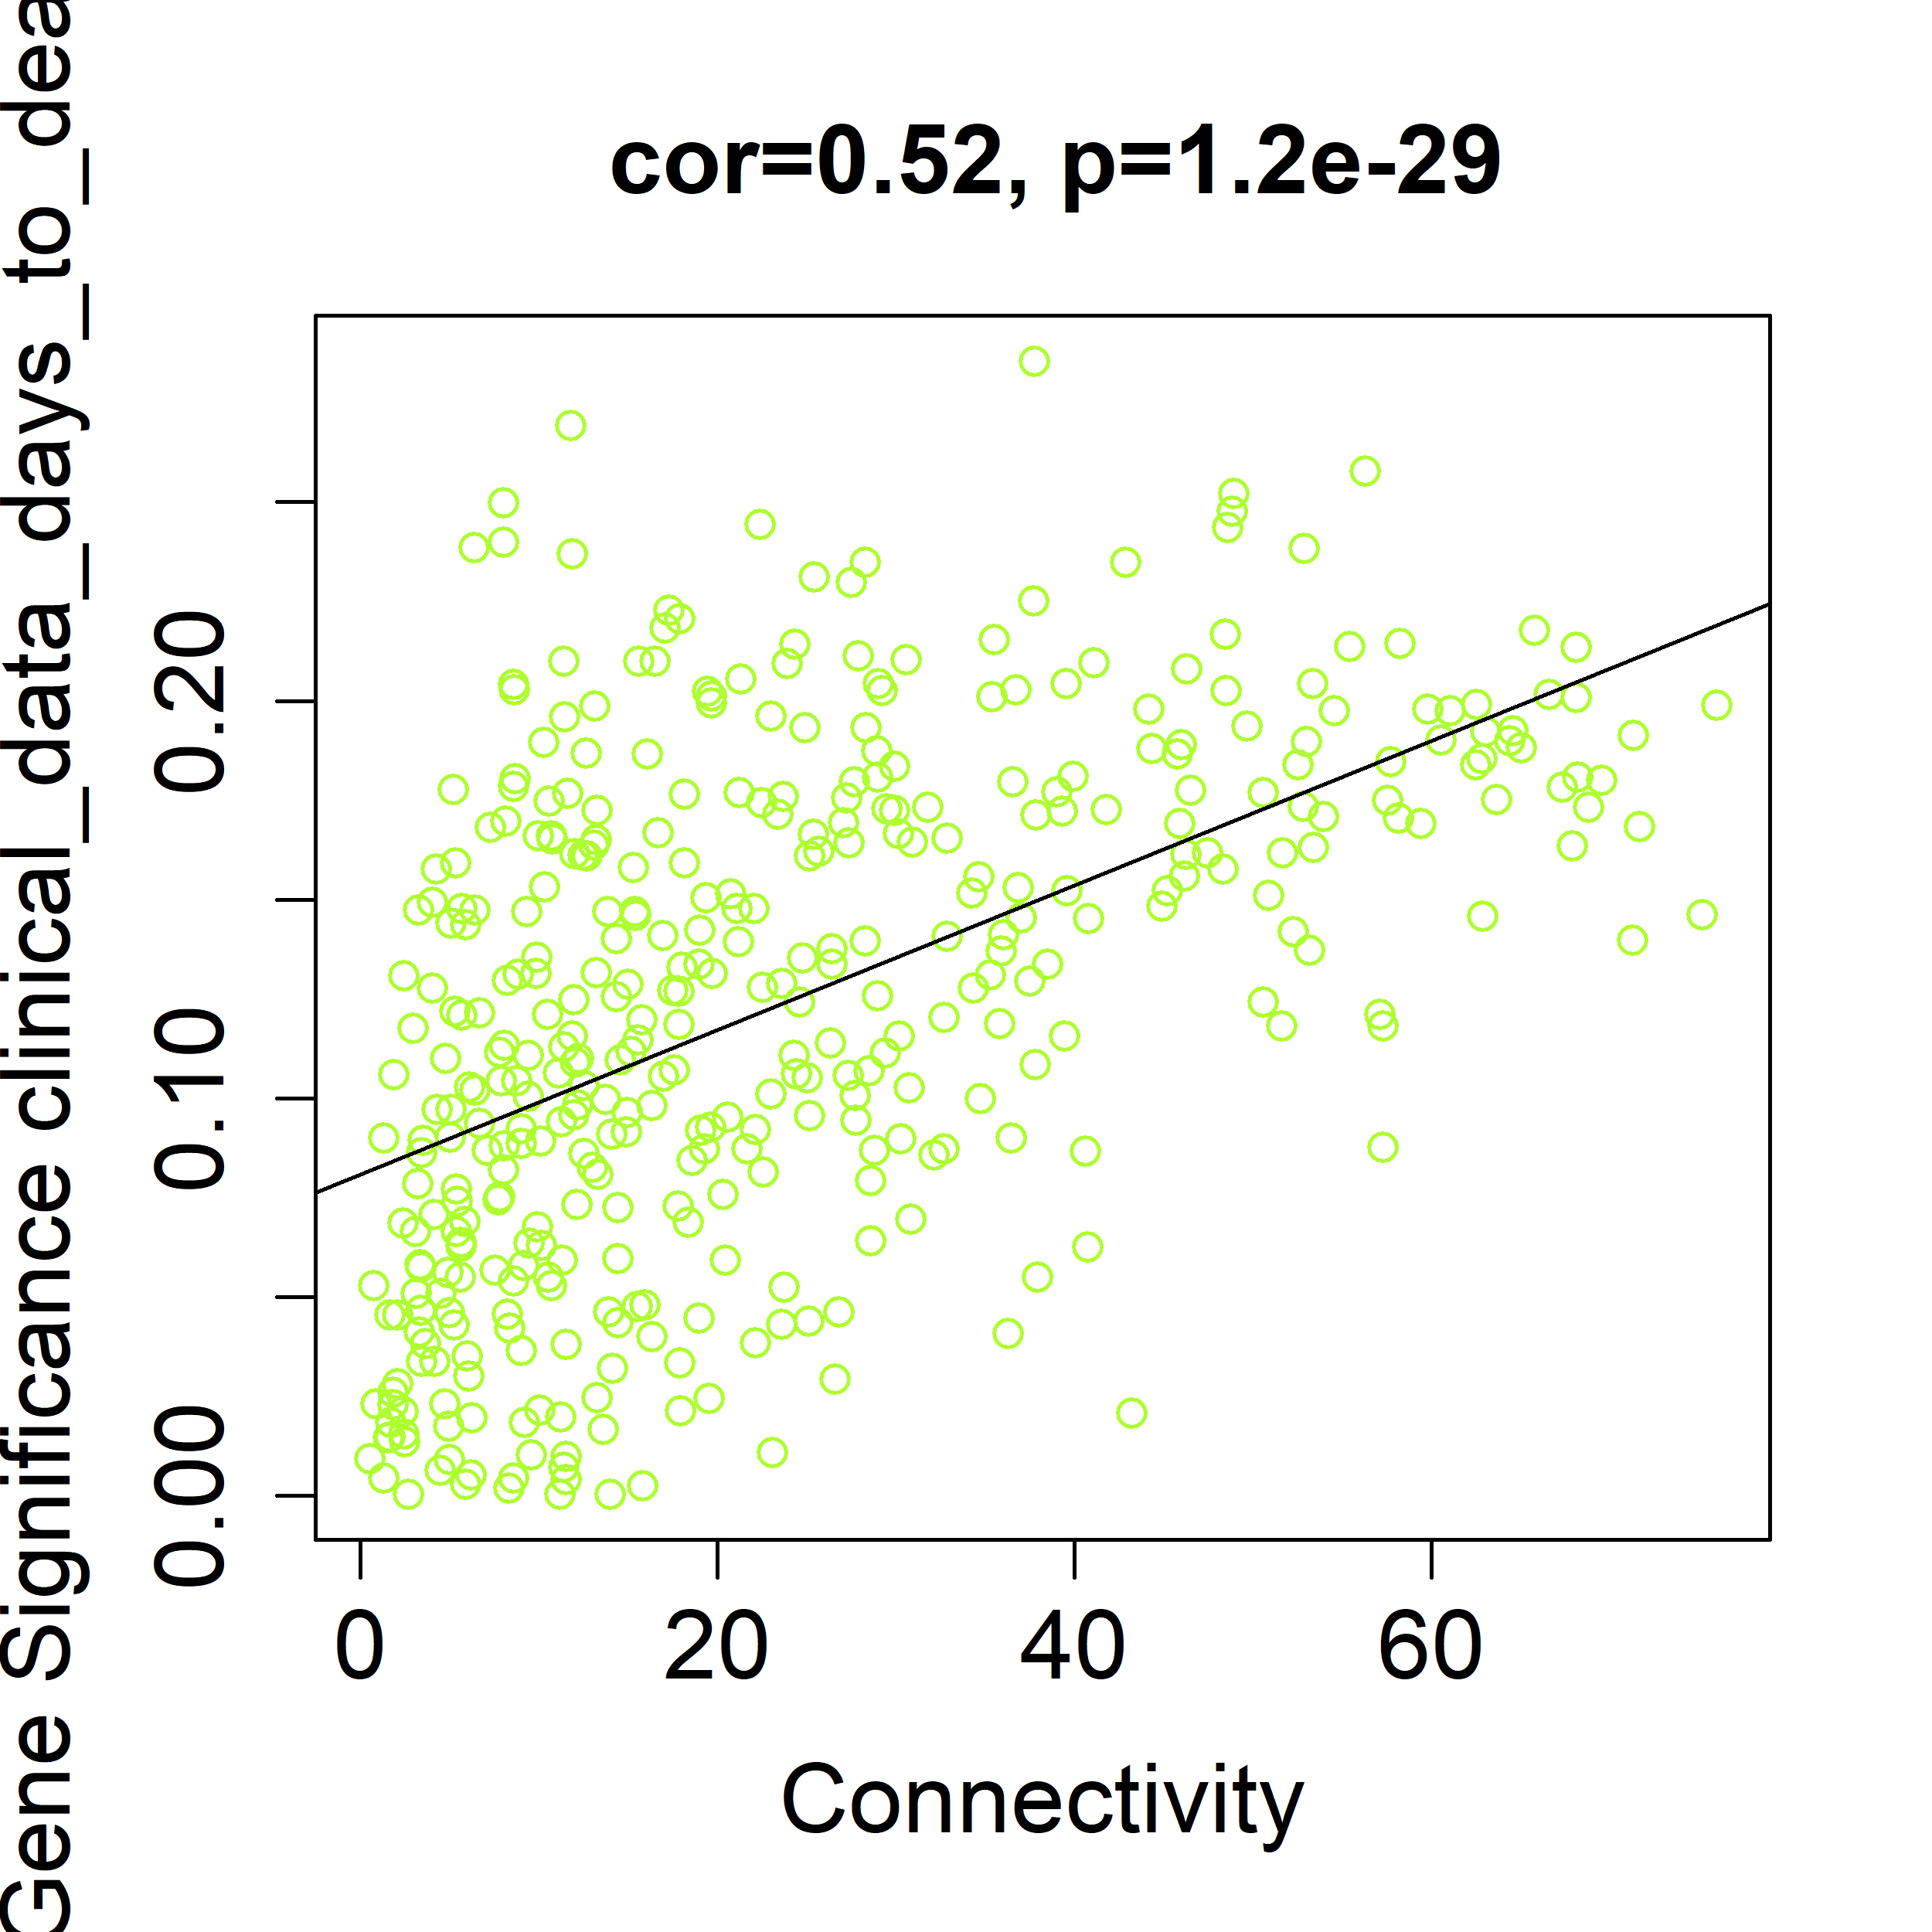 cor=0.52, p=1.2e-29
Gene Significance clinical_data_days_to_dea
0.20
0.10
0.00
0 20 40 60
Connectivity